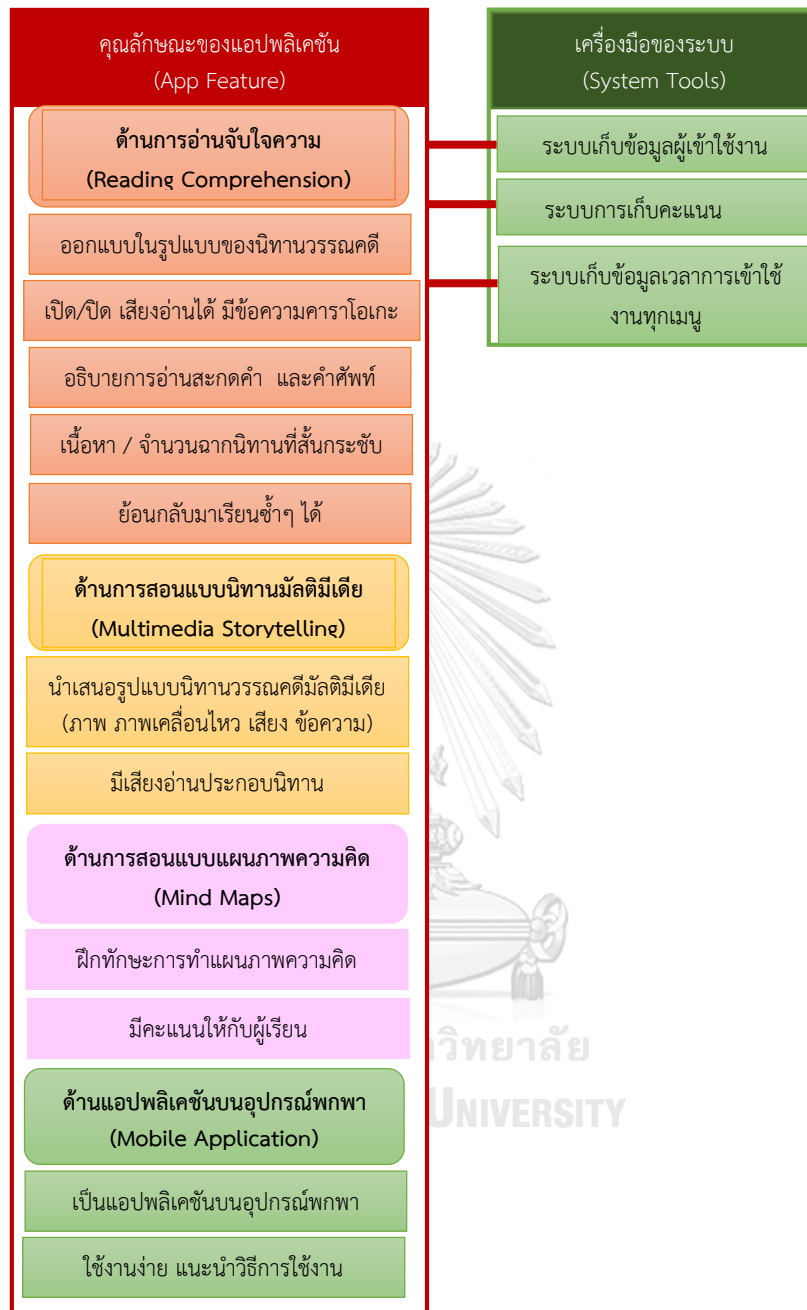 คุณลักษณะของแอปพลิเคชัน
(App Feature)
ด้านการอ่านจับใจความ
(Reading Comprehension)
ออกแบบในรูปแบบของนิทานวรรณคดี
เปิด/ปิด เสียงอ่านได้ มีข้อความคาราโอเกะ
อธิบายการอ่านสะกดคำ และคำศัพท์
เนื้อหา / จำนวนฉากนิทานที่สั้นกระชับ
ย้อนกลับมาเรียนซ้ำๆ ได้
ด้านการสอนแบบนิทานมัลติมีเดีย
(Multimedia Storytelling)
นำเสนอรูปแบบนิทานวรรณคดีมัลติมีเดีย
(ภาพ ภาพเคลื่อนไหว เสียง ข้อความ)
มีเสียงอ่านประกอบนิทาน
ด้านการสอนแบบแผนภาพความคิด
(Mind Maps)
ฝึกทักษะการทำแผนภาพความคิด
มีคะแนนให้กับผู้เรียน
ด้านแอปพลิเคชันบนอุปกรณ์พกพา
(Mobile Application)
เป็นแอปพลิเคชันบนอุปกรณ์พกพา
ใช้งานง่าย แนะนำวิธีการใช้งาน
เครื่องมือของระบบ
(System Tools)
ระบบเก็บข้อมูลผู้เข้าใช้งาน
ระบบการเก็บคะแนน
ระบบเก็บข้อมูลเวลาการเข้าใช้
งานทุกเมนู
วิทยาลัย
UNIVERSITY